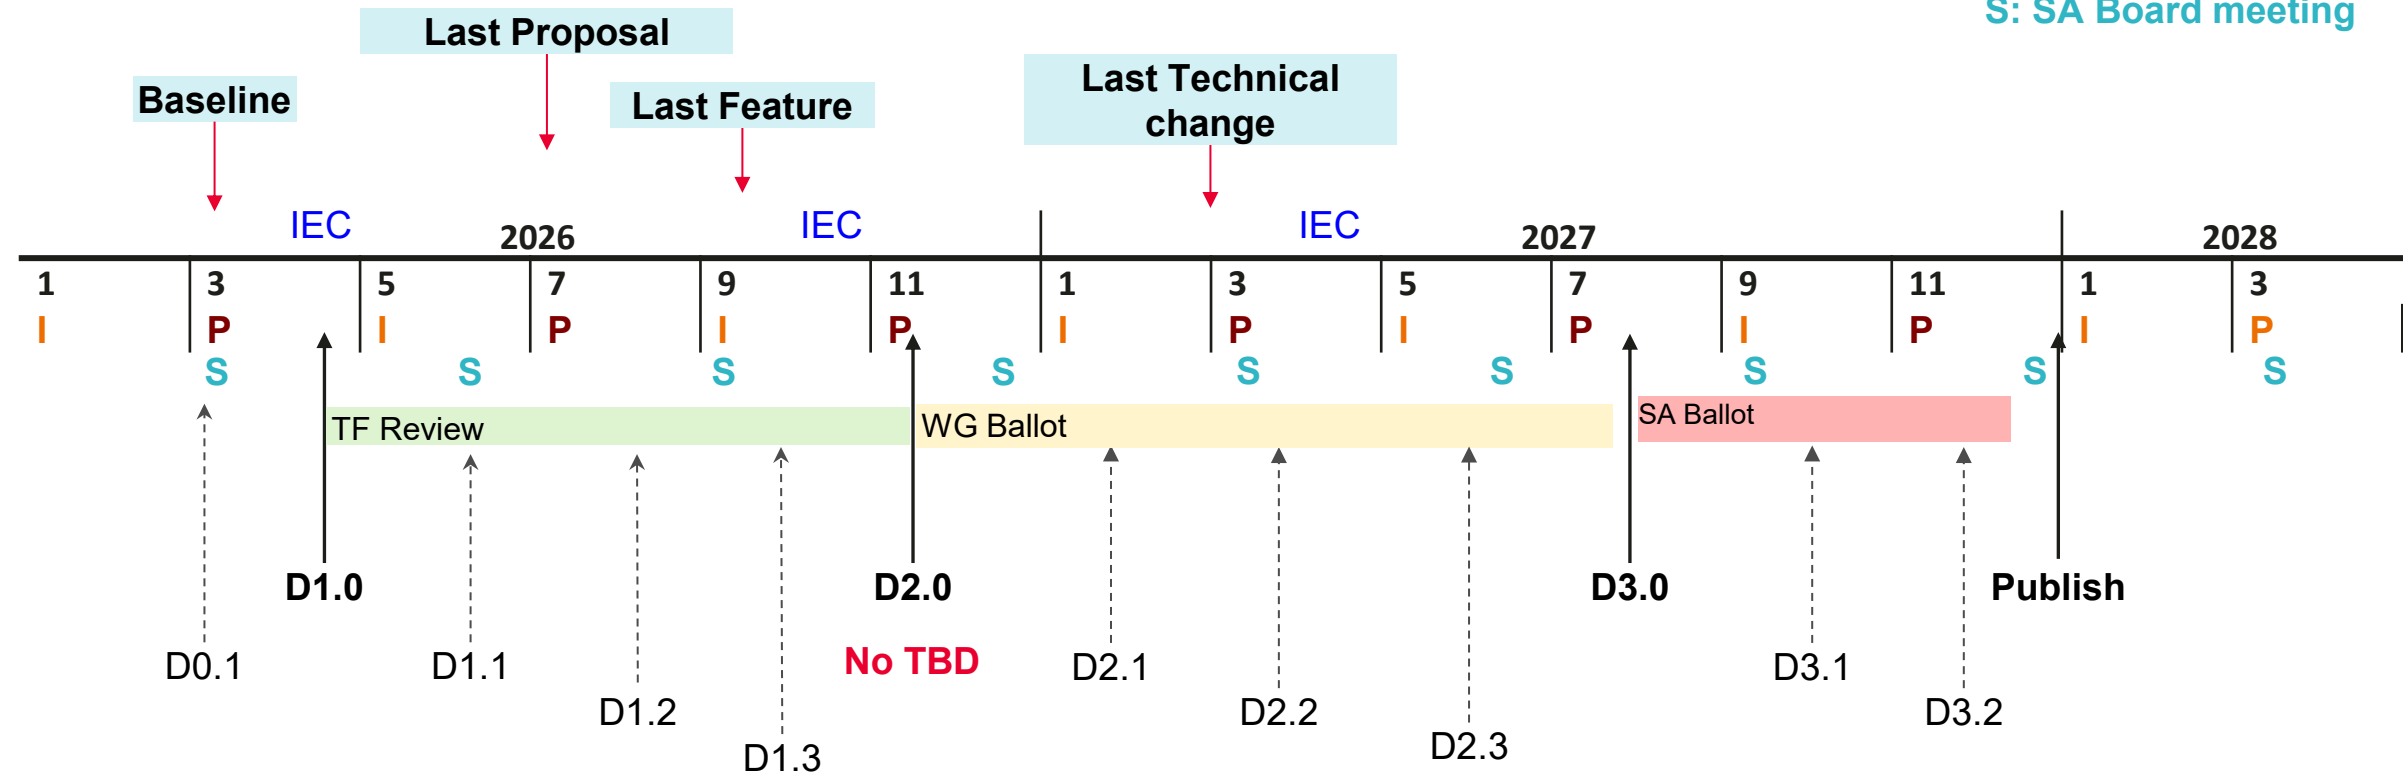 S: SA Board meeting
Last Proposal
Baseline
Last Feature
Last Technical
change
IEC IEC IEC
2026 2027 2028
1 3 5 7 9 11 1 3 5 7 9 11 1 3
I P I P I P I P I P I P I P
S S S S S S S S S
TF Review
WG Ballot
SA Ballot
D1.0 D2.0 D3.0 Publish
D0.1 D1.1 No TBD D2.1 D3.1
D1.2 D2.2 D3.2
D1.3 D2.3